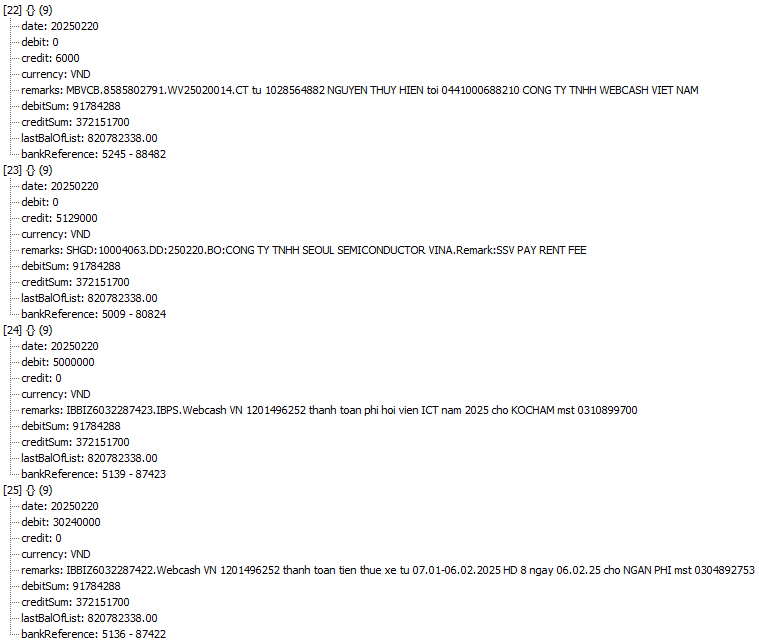 [22] {} (9)
date: 20250220
debit: 0
credit: 6000
currency: VND
remarks: MBVCB.8585802791.WV25020014.CT tu 1028564882 NGUYEN THUY HIEN toi 0441000688210 CONG TY TNHH WEBCASH VIET NAM
debitSum: 91784288
creditSum: 372151700
lastBalOfList: 820782338.00
bankReference: 5245 - 88482
[23] {} (9)
date: 20250220
debit: 0
credit: 5129000
currency: VND
remarks: SHGD:10004063.DD:250220.BO:CONG TY TNHH SEOUL SEMICONDUCTOR VINA.Remark:SSV PAY RENT FEE
debitSum: 91784288
creditSum: 372151700
lastBalOfList: 820782338.00
bankReference: 5009 - 80824
[24] {} (9)
date: 20250220
debit: 5000000
credit: 0
currency: VND
remarks: IBBIZ6032287423.IBPS.Webcash VN 1201496252 thanh toan phi hoi vien ICT nam 2025 cho KOCHAM mst 0310899700
debitSum: 91784288
creditSum: 372151700
lastBalOfList: 820782338.00
bankReference: 5139 - 87423
[25] {} (9)
date: 20250220
debit: 30240000
credit: 0
currency: VND
remarks: IBBIZ6032287422.Webcash VN 1201496252 thanh toan tien thue xe tu 07.01-06.02.2025 HD 8 ngay 06.02.25 cho NGAN PHI mst 0304892753
debitSum: 91784288
creditSum: 372151700
lastBalOfList: 820782338.00
bankReference: 5136 - 87422